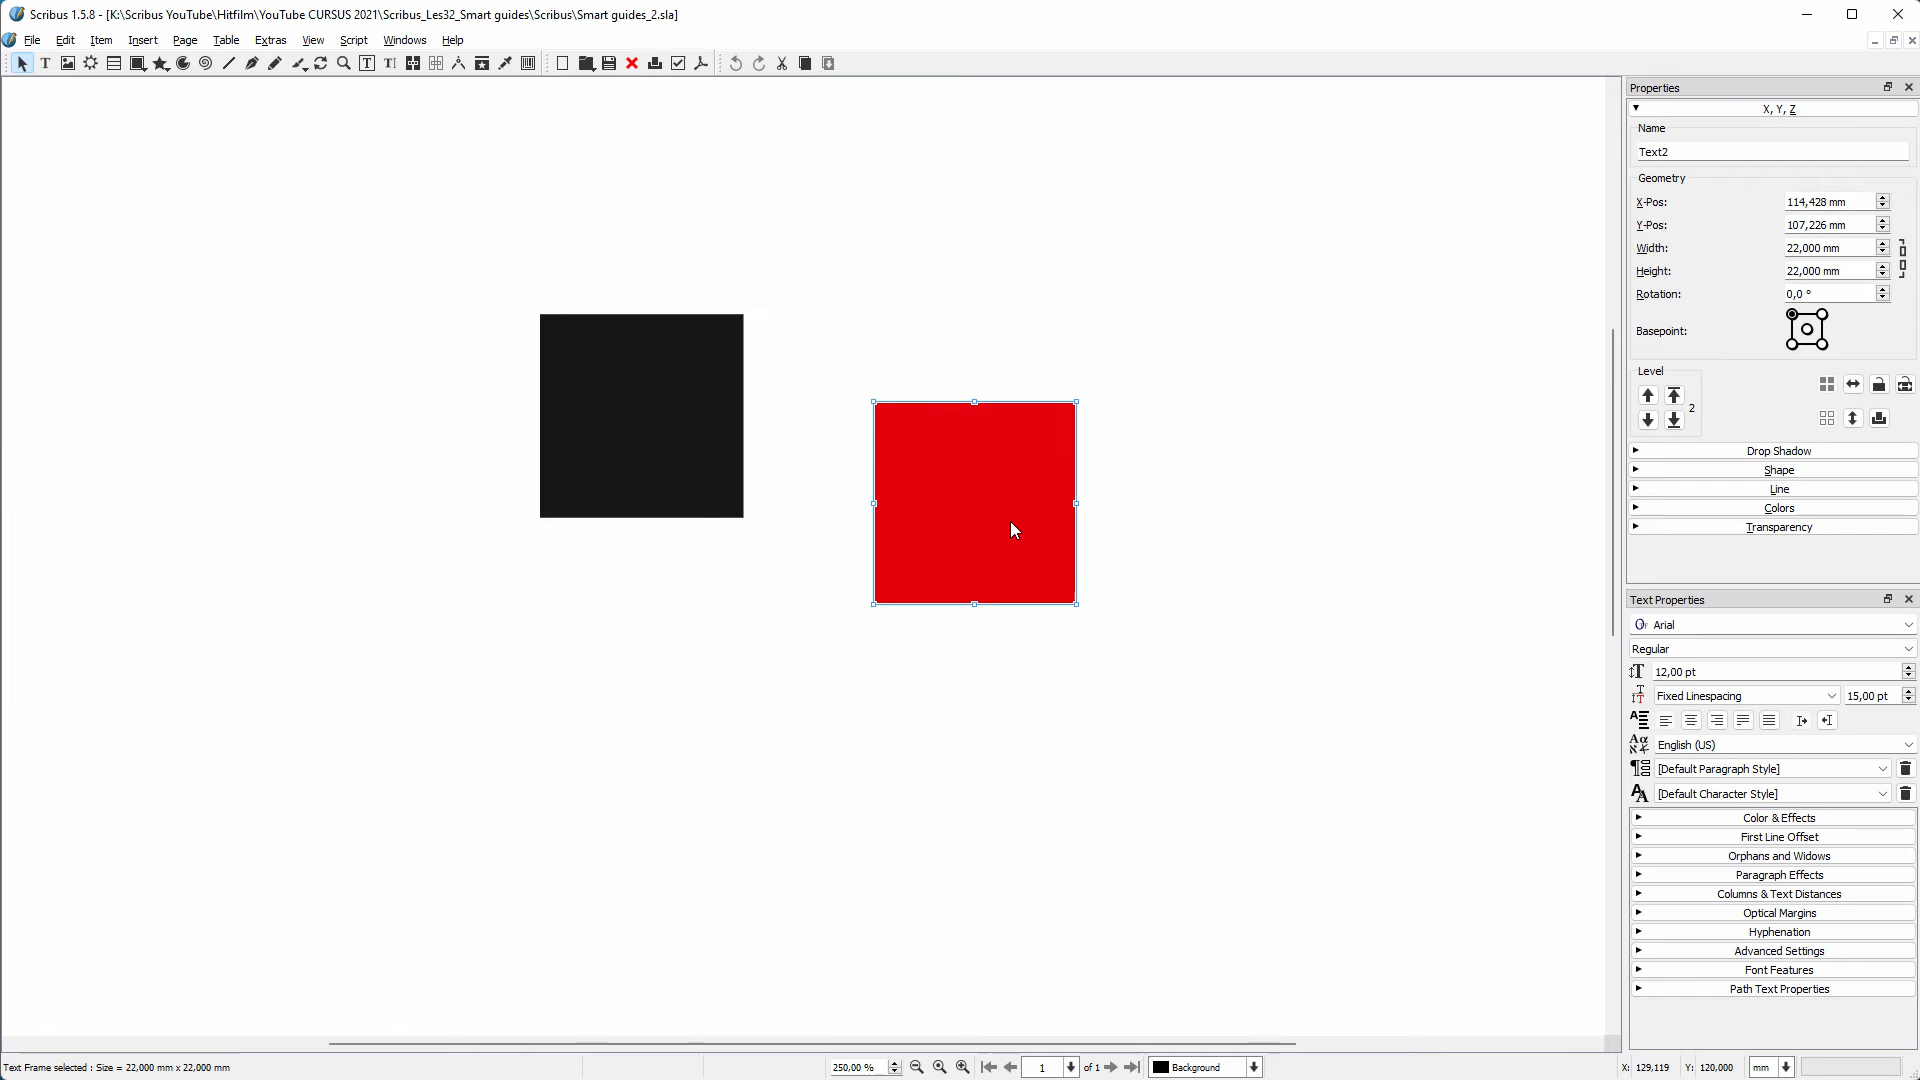 Scribus 1.5.8 - [K:\Scribus YouTube\Hitfilm\YouTube CURSUS 2021\Scribus_Les32_Smart guides\Scribus\Smart guides_2.sla]
File Edit Item Insert Page Table Extras View Script Windows Help
Properties
X, Y, Z
Name
Text2
Geometry
X-Pos: 114,428 mm
Y-Pos: 107,226 mm
Width: 22,000 mm
Height: 22,000 mm
Rotation: 0,0 °
Basepoint:
Level
2
Drop Shadow
Shape
Line
Colors
Transparency
Text Properties
Arial
Regular
12,00 pt
Fixed Linespacing 15,00 pt
English (US)
[Default Paragraph Style]
[Default Character Style]
Color & Effects
First Line Offset
Orphans and Widows
Paragraph Effects
Columns & Text Distances
Optical Margins
Hyphenation
Advanced Settings
Font Features
Path Text Properties
Text Frame selected : Size = 22,000 mm x 22,000 mm 250,00 % 1 of 1 Background X: 129,119 Y: 120,000 mm